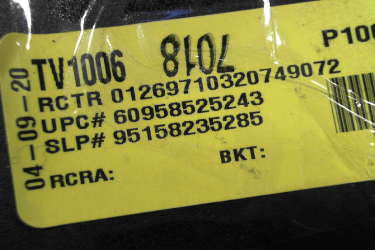 04-09-20
TV1006 7018
P100
RCTR 01269710320749072
UPC# 60958525243
SLP# 95158235285
BKT:
RCRA: